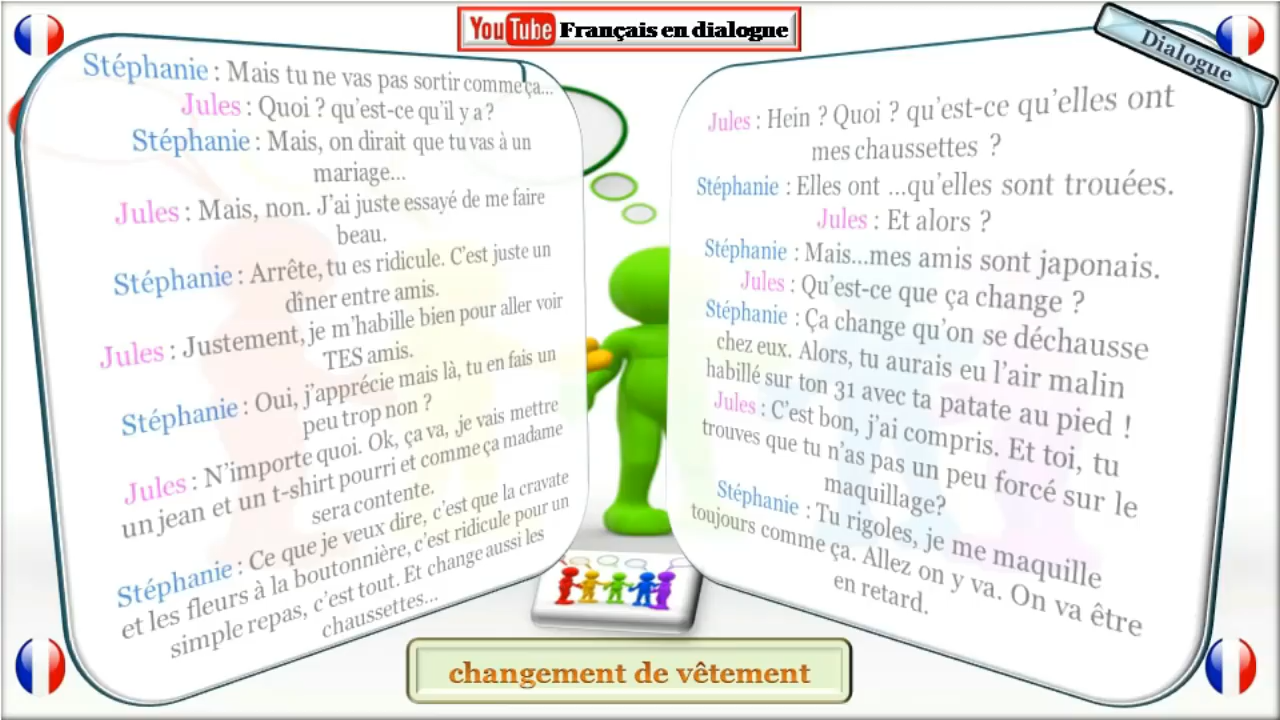 YouTube Français en dialogue
Dialogue
Stéphanie : Mais tu ne vas pas sortir comme ça...
Jules : Quoi ? qu'est-ce qu'il y a ?
Stéphanie : Mais, on dirait que tu vas à un
mariage...
Jules : Mais, non. J'ai juste essayé de me faire
beau.
Stéphanie : Arrête, tu es ridicule. C'est juste un
dîner entre amis.
Jules : Justement, je m'habille bien pour aller voir
TES amis.
Stéphanie : Oui, j'apprécie mais là, tu en fais un
peu trop non ?
Jules : N'importe quoi. Ok, ça va, je vais mettre
un jean et un t-shirt pourri et comme ça madame
sera contente.
Stéphanie : Ce que je veux dire, c'est que la cravate
et les fleurs à la boutonnière, c'est ridicule pour un
simple repas, c'est tout. Et change aussi les
chaussettes...
Jules : Hein ? Quoi ? qu'est-ce qu'elles ont
mes chaussettes ?
Stéphanie : Elles ont ...qu'elles sont trouées.
Jules : Et alors ?
Stéphanie : Mais...mes amis sont japonais.
Jules : Qu'est-ce que ça change ?
Stéphanie : Ça change qu'on se déchausse
chez eux. Alors, tu aurais eu l'air malin
habillé sur ton 31 avec ta patate au pied !
Jules : C'est bon, j'ai compris. Et toi, tu
trouves que tu n'as pas un peu forcé sur le
maquillage?
Stéphanie : Tu rigoles, je me maquille
toujours comme ça. Allez on y va. On va être
en retard.
changement de vêtement